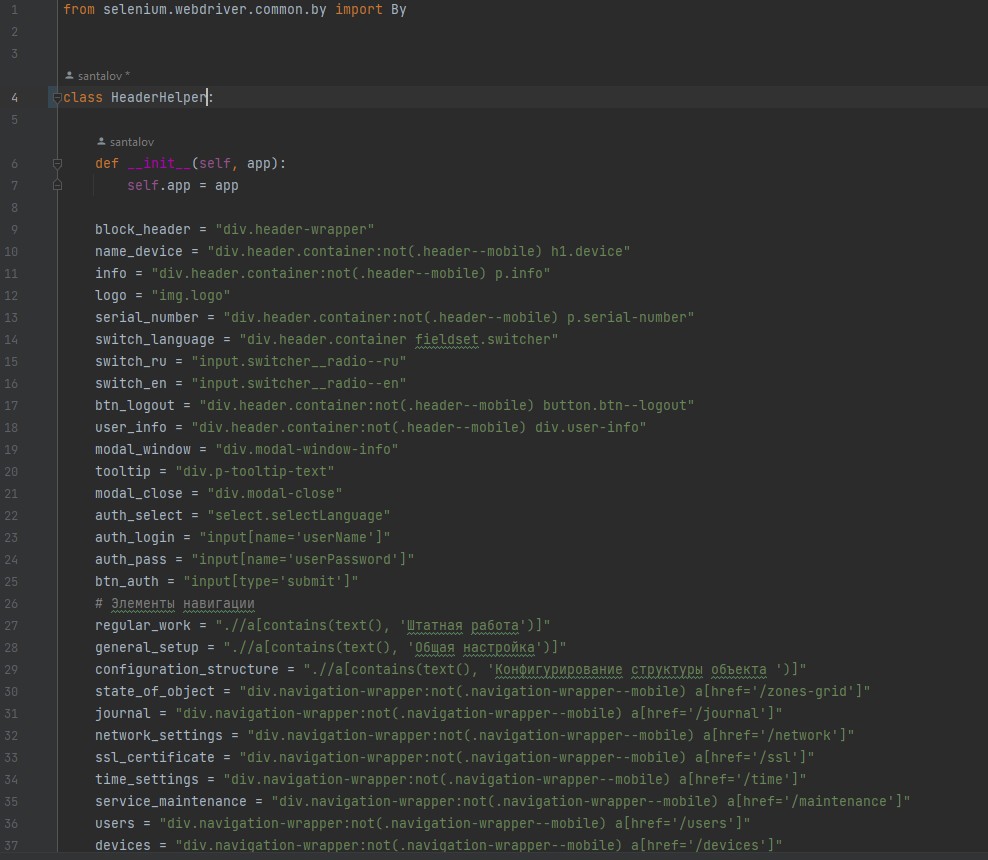 1 from selenium.webdriver.common.by import By
2
3
santalov *
4 class HeaderHelper:
5
santalov
6 def __init__(self, app):
7 self.app = app
8
9 block_header = "div.header-wrapper"
10 name_device = "div.header.container:not(.header--mobile) h1.device"
11 info = "div.header.container:not(.header--mobile) p.info"
12 logo = "img.logo"
13 serial_number = "div.header.container:not(.header--mobile) p.serial-number"
14 switch_language = "div.header.container fieldset.switcher"
15 switch_ru = "input.switcher__radio--ru"
16 switch_en = "input.switcher__radio--en"
17 btn_logout = "div.header.container:not(.header--mobile) button.btn--logout"
18 user_info = "div.header.container:not(.header--mobile) div.user-info"
19 modal_window = "div.modal-window-info"
20 tooltip = "div.p-tooltip-text"
21 modal_close = "div.modal-close"
22 auth_select = "select.selectLanguage"
23 auth_login = "input[name='userName']"
24 auth_pass = "input[name='userPassword']"
25 btn_auth = "input[type='submit']"
26 # Элементы навигации
27 regular_work = ".//a[contains(text(), 'Штатная работа')]"
28 general_setup = ".//a[contains(text(), 'Общая настройка')]"
29 configuration_structure = ".//a[contains(text(), 'Конфигурирование структуры объекта ')]"
30 state_of_object = "div.navigation-wrapper:not(.navigation-wrapper--mobile) a[href='/zones-grid']"
31 journal = "div.navigation-wrapper:not(.navigation-wrapper--mobile) a[href='/journal']"
32 network_settings = "div.navigation-wrapper:not(.navigation-wrapper--mobile) a[href='/network']"
33 ssl_certificate = "div.navigation-wrapper:not(.navigation-wrapper--mobile) a[href='/ssl']"
34 time_settings = "div.navigation-wrapper:not(.navigation-wrapper--mobile) a[href='/time']"
35 service_maintenance = "div.navigation-wrapper:not(.navigation-wrapper--mobile) a[href='/maintenance']"
36 users = "div.navigation-wrapper:not(.navigation-wrapper--mobile) a[href='/users']"
37 devices = "div.navigation-wrapper:not(.navigation-wrapper--mobile) a[href='/devices']"